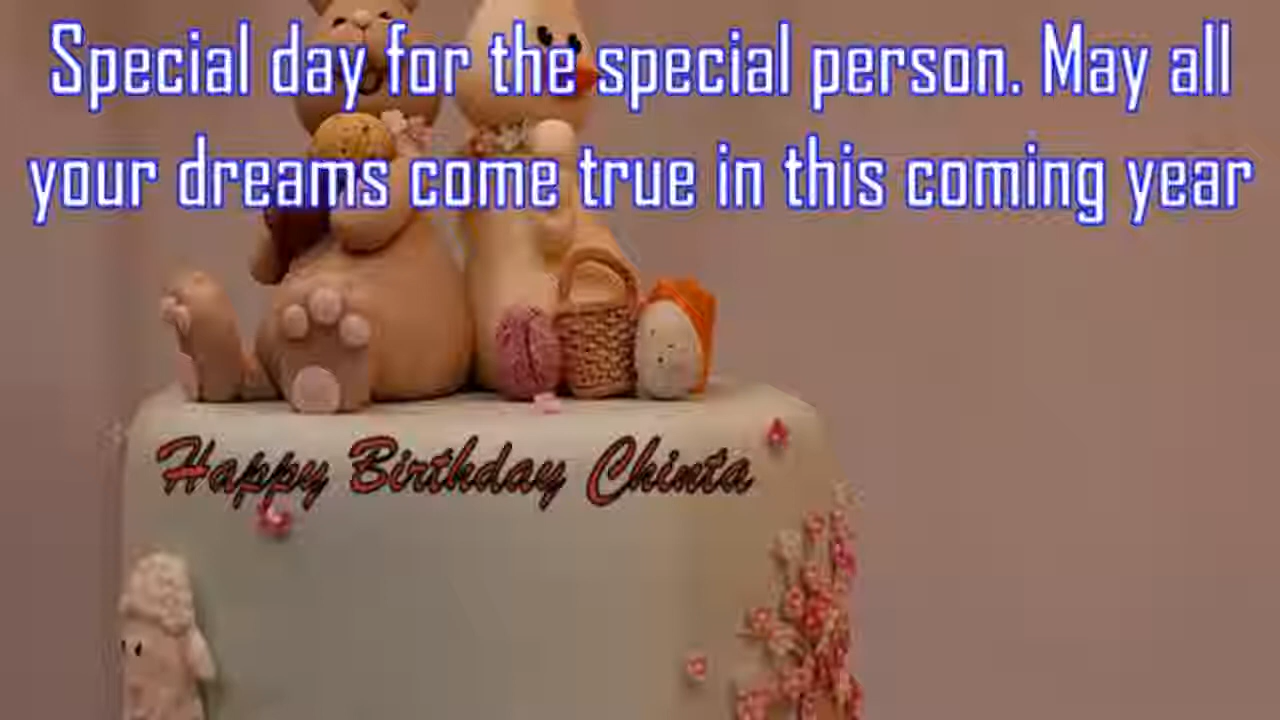 Special day for the special person. May all
your dreams come true in this coming year
Happy Birthday Chinta